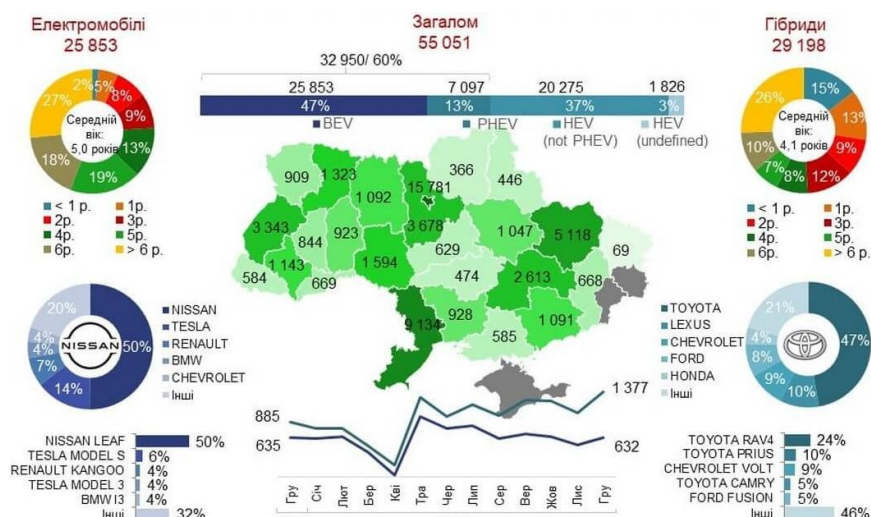 Електромобілі
25 853
Загалом
55 051
Гібриди
29 198
32 950/ 60%
25 853
7 097
20 275
1 826
47%
13%
37%
3%
BEV
PHEV
HEV
(not PHEV)
HEV
(undefined)
2%
5%
8%
9%
13%
19%
18%
27%
Середній
вік:
5,0 років
< 1 р.
1р.
2р.
3р.
4р.
5р.
6р.
> 6 р.
15%
13%
9%
12%
8%
7%
10%
26%
Середній
вік:
4,1 років
< 1 р.
1р.
2р.
3р.
4р.
5р.
6р.
> 6 р.
909
1 323
1 092
15 781
366
446
3 343
844
923
3 678
1 047
5 118
69
629
584
1 143
669
1 594
474
2 613
668
9 134
928
585
1 091
20%
4%
4%
7%
14%
50%
NISSAN
NISSAN
TESLA
RENAULT
BMW
CHEVROLET
Інші
21%
4%
8%
9%
10%
47%
TOYOTA
LEXUS
CHEVROLET
FORD
HONDA
Інші
NISSAN LEAF 50%
TESLA MODEL S 6%
RENAULT KANGOO 4%
TESLA MODEL 3 4%
BMW I3 4%
Інші 32%
885
635
1 377
632
Гру
Січ
Лют
Бер
Кві
Тра
Чер
Лип
Сер
Вер
Жов
Лис
Гру
TOYOTA RAV4 24%
TOYOTA PRIUS 10%
CHEVROLET VOLT 9%
TOYOTA CAMRY 5%
FORD FUSION 5%
Інші 46%